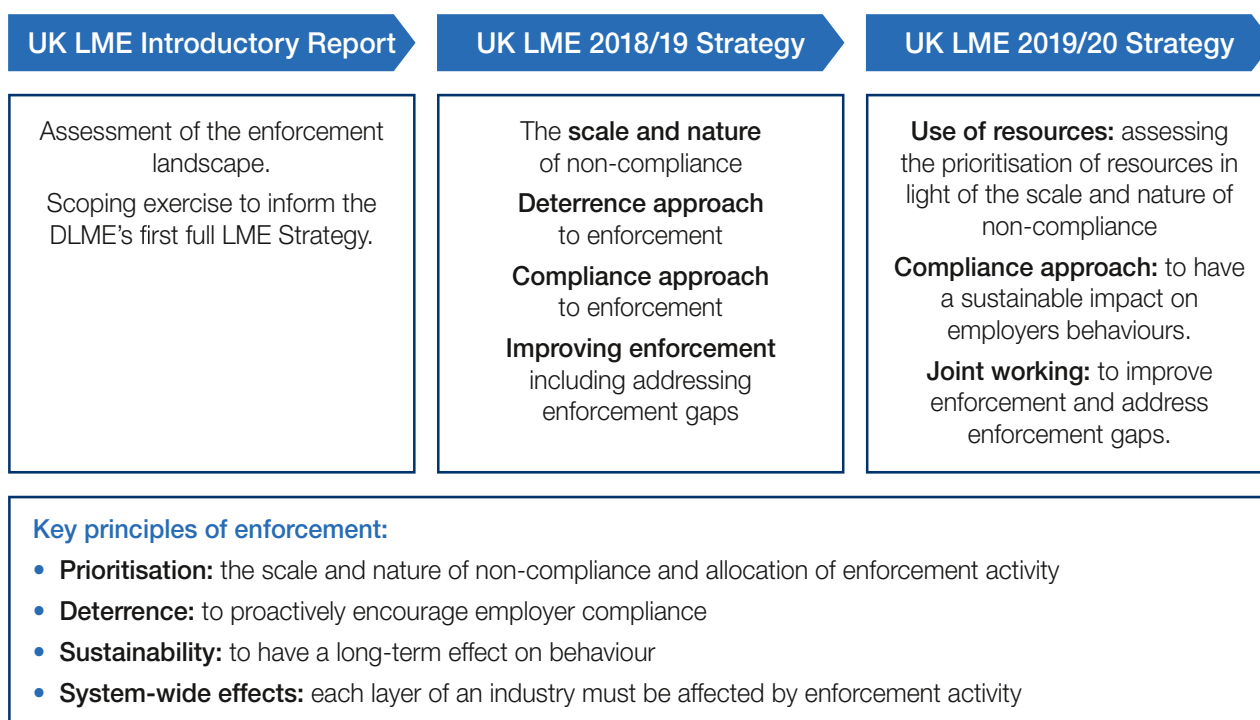 UK LME Introductory Report
Assessment of the enforcement
landscape.
Scoping exercise to inform the
DLME’s first full LME Strategy.
UK LME 2018/19 Strategy
The scale and nature
of non-compliance
Deterrence approach
to enforcement
Compliance approach
to enforcement
Improving enforcement
including addressing
enforcement gaps
UK LME 2019/20 Strategy
Use of resources: assessing
the prioritisation of resources in
light of the scale and nature of
non-compliance
Compliance approach: to have
a sustainable impact on
employers behaviours.
Joint working: to improve
enforcement and address
enforcement gaps.
Key principles of enforcement:
• Prioritisation: the scale and nature of non-compliance and allocation of enforcement activity
• Deterrence: to proactively encourage employer compliance
• Sustainability: to have a long-term effect on behaviour
• System-wide effects: each layer of an industry must be affected by enforcement activity